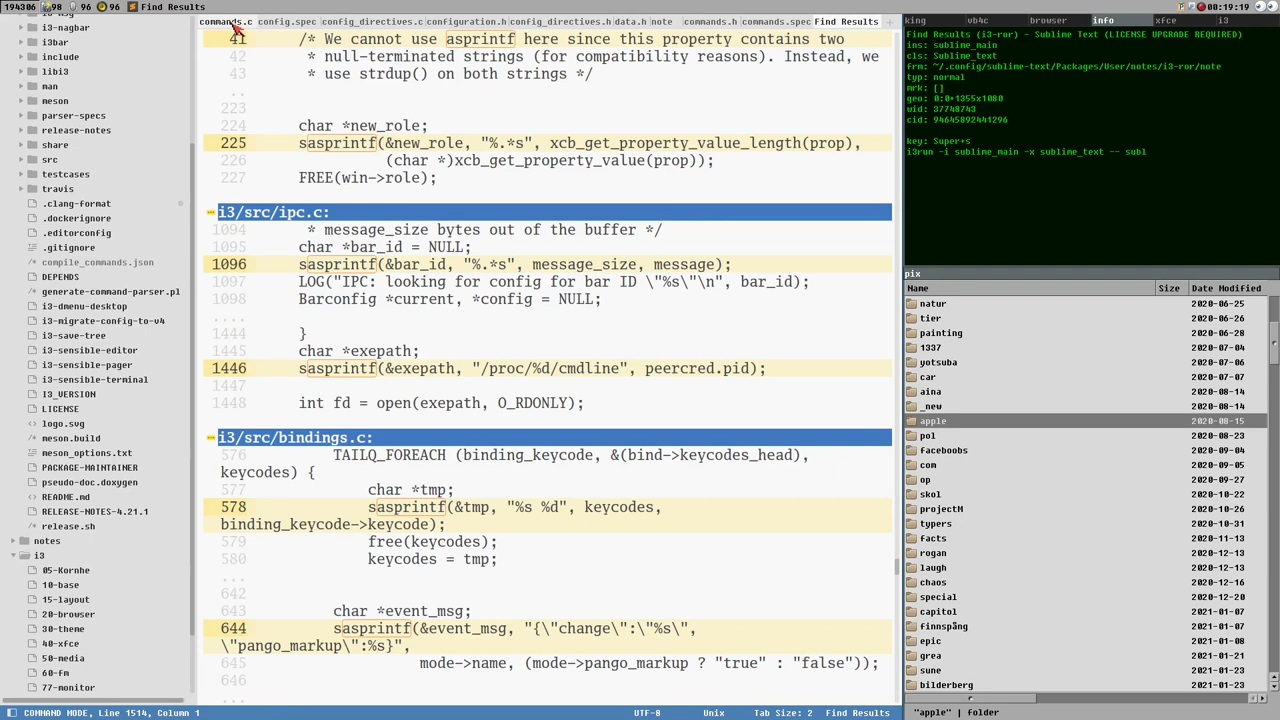 194306 98 96 96 Find Results 19:19:19
i3-nagbar
i3bar
include
libi3
man
meson
parser-specs
release-notes
share
src
testcases
travis
.clang-format
.dockerignore
.editorconfig
.gitignore
compile_commands.json
DEPENDS
generate-command-parser.pl
i3-dmenu-desktop
i3-migrate-config-to-v4
i3-save-tree
i3-sensible-editor
i3-sensible-pager
i3-sensible-terminal
I3_VERSION
LICENSE
logo.svg
meson.build
meson_options.txt
PACKAGE-MAINTAINER
pseudo-doc.doxygen
README.md
RELEASE-NOTES-4.21.1
release.sh
notes
i3
05-Kornhe
10-base
15-layout
20-browser
30-theme
40-xfce
50-media
60-fm
77-monitor
commands.c config.spec config_directives.c configuration.h config_directives.h data.h note commands.h commands.spec Find Results
41 /* We cannot use asprintf here since this property contains two
42 * null-terminated strings (for compatibility reasons). Instead, we
43 * use strdup() on both strings */
..
223
224 char *new_role;
225 sasprintf(&new_role, "%.*s", xcb_get_property_value_length(prop),
226 (char *)xcb_get_property_value(prop));
227 FREE(win->role);
i3/src/ipc.c:
1094 * message_size bytes out of the buffer */
1095 char *bar_id = NULL;
1096 sasprintf(&bar_id, "%.*s", message_size, message);
1097 LOG("IPC: looking for config for bar ID \"%s\"\n", bar_id);
1098 Barconfig *current, *config = NULL;
....
1444 }
1445 char *exepath;
1446 sasprintf(&exepath, "/proc/%d/cmdline", peercred.pid);
1447
1448 int fd = open(exepath, O_RDONLY);
i3/src/bindings.c:
576 TAILQ_FOREACH (binding_keycode, &(bind->keycodes_head),
keycodes) {
577 char *tmp;
578 sasprintf(&tmp, "%s %d", keycodes,
binding_keycode->keycode);
579 free(keycodes);
580 keycodes = tmp;
...
642
643 char *event_msg;
644 sasprintf(&event_msg, "{\"change\":\"%s\",
\"pango_markup\":%s}",
645 mode->name, (mode->pango_markup ? "true" : "false"));
646
...
COMMAND MODE, Line 1514, Column 1 UTF-8 Unix Tab Size: 2 Find Results
king vb4c browser info xfce i3
Find Results (i3-ror) - Sublime Text (LICENSE UPGRADE REQUIRED)
ins: sublime_main
cls: Sublime_text
frm: ~/.config/sublime-text/Packages/User/notes/i3-ror/note
typ: normal
mrk: []
geo: 0:0+1355x1080
wid: 37748743
cid: 94645892441296
key: Super+s
i3run -i sublime_main -x sublime_text -- subl
pix
Name Size Date Modified
natur 2020-06-25
tier 2020-06-26
painting 2020-06-28
1337 2020-07-04
yotsuba 2020-07-06
car 2020-07-07
aina 2020-08-14
_new 2020-08-14
apple 2020-08-15
pol 2020-08-23
faceboobs 2020-09-04
com 2020-09-05
op 2020-09-27
skol 2020-10-22
projectM 2020-10-29
typers 2020-10-31
facts 2020-11-13
rogan 2020-12-13
laugh 2020-12-13
chaos 2020-12-16
special 2020-12-20
capitol 2021-01-07
finnspång 2021-01-07
epic 2021-01-08
grea 2021-01-23
sune 2021-01-23
bilderberg 2021-01-23
"apple" | folder